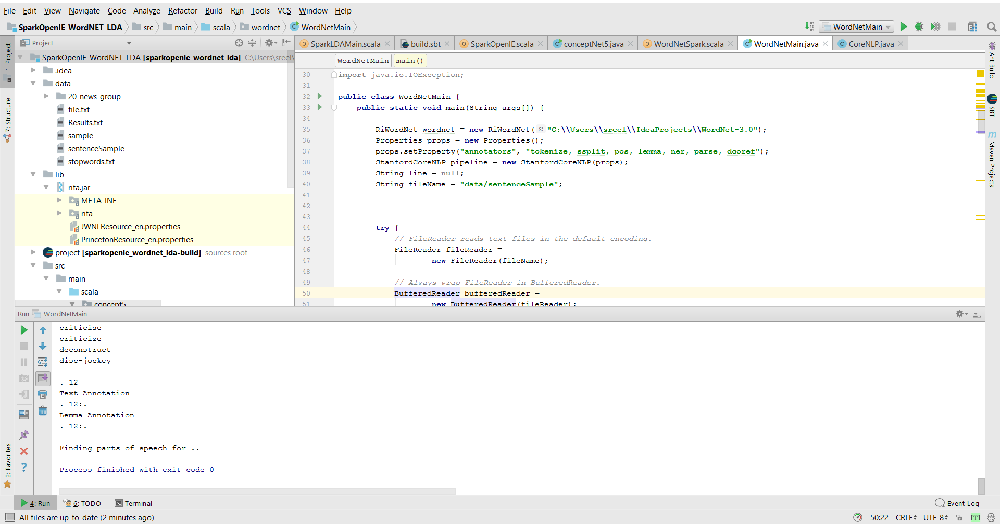 File Edit View Navigate Code Analyze Refactor Build Run Tools VCS Window Help
SparkOpenIE_WordNET_LDA src main scala wordnet WordNetMain
WordNetMain
Project
SparkLDAMain.scala build.sbt SparkOpenIE.scala conceptNet5.java WordNetSpark.scala WordNetMain.java CoreNLP.java
1: Project
7: Structure
2: Favorites
Ant Build
SBT
Maven Projects
SparkOpenIE_WordNET_LDA [sparkopenie_wordnet_lda] C:\Users\sreel\
.idea
data
20_news_group
file.txt
Results.txt
sample
sentenceSample
stopwords.txt
lib
rita.jar
META-INF
rita
JWNLResource_en.properties
PrincetonResource_en.properties
project [sparkopenie_wordnet_lda-build] sources root
src
main
scala
concept5
WordNetMain main()
30 import java.io.IOException;
31
32 public class WordNetMain {
33 public static void main(String args[]) {
34
35 RiWordNet wordnet = new RiWordNet( s: "C:\\Users\\sreel\\IdeaProjects\\WordNet-3.0");
36 Properties props = new Properties();
37 props.setProperty("annotators", "tokenize, ssplit, pos, lemma, ner, parse, dcoref");
38 StanfordCoreNLP pipeline = new StanfordCoreNLP(props);
39 String line = null;
40 String fileName = "data/sentenceSample";
41
42
43
44 try {
45 // FileReader reads text files in the default encoding.
46 FileReader fileReader =
47 new FileReader(fileName);
48
49 // Always wrap FileReader in BufferedReader.
50 BufferedReader bufferedReader =
51 new BufferedReader(fileReader);
Run WordNetMain
criticise
criticize
deconstruct
disc-jockey
.-12
Text Annotation
.-12:.
Lemma Annotation
.-12:.
Finding parts of speech for ..
Process finished with exit code 0
4: Run 6: TODO Terminal Event Log
All files are up-to-date (2 minutes ago) 50:22 CRLF UTF-8 [T]